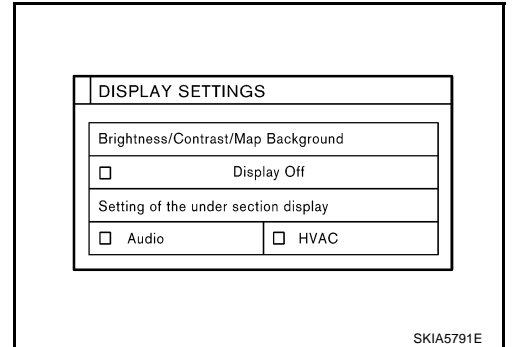 DISPLAY SETTINGS
Brightness/Contrast/Map Background
Display Off
Setting of the under section display
Audio HVAC
SKIA5791E